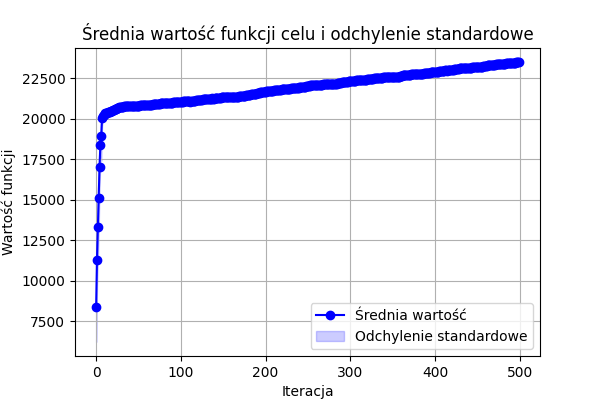 Średnia wartość funkcji celu i odchylenie standardowe
Wartość funkcji
22500
20000
17500
15000
12500
10000
7500
Średnia wartość
Odchylenie standardowe
0 100 200 300 400 500
Iteracja